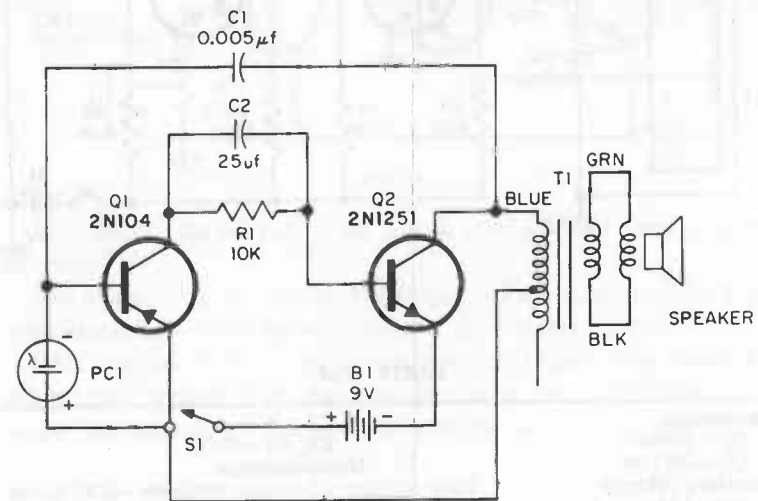 C1
0.005µf
C2
25uf
Q1
2N104
R1
10K
Q2
2N1251
BLUE
T1
GRN
BLK
SPEAKER
λ
-
+
PC1
S1
B1
9V
+
-